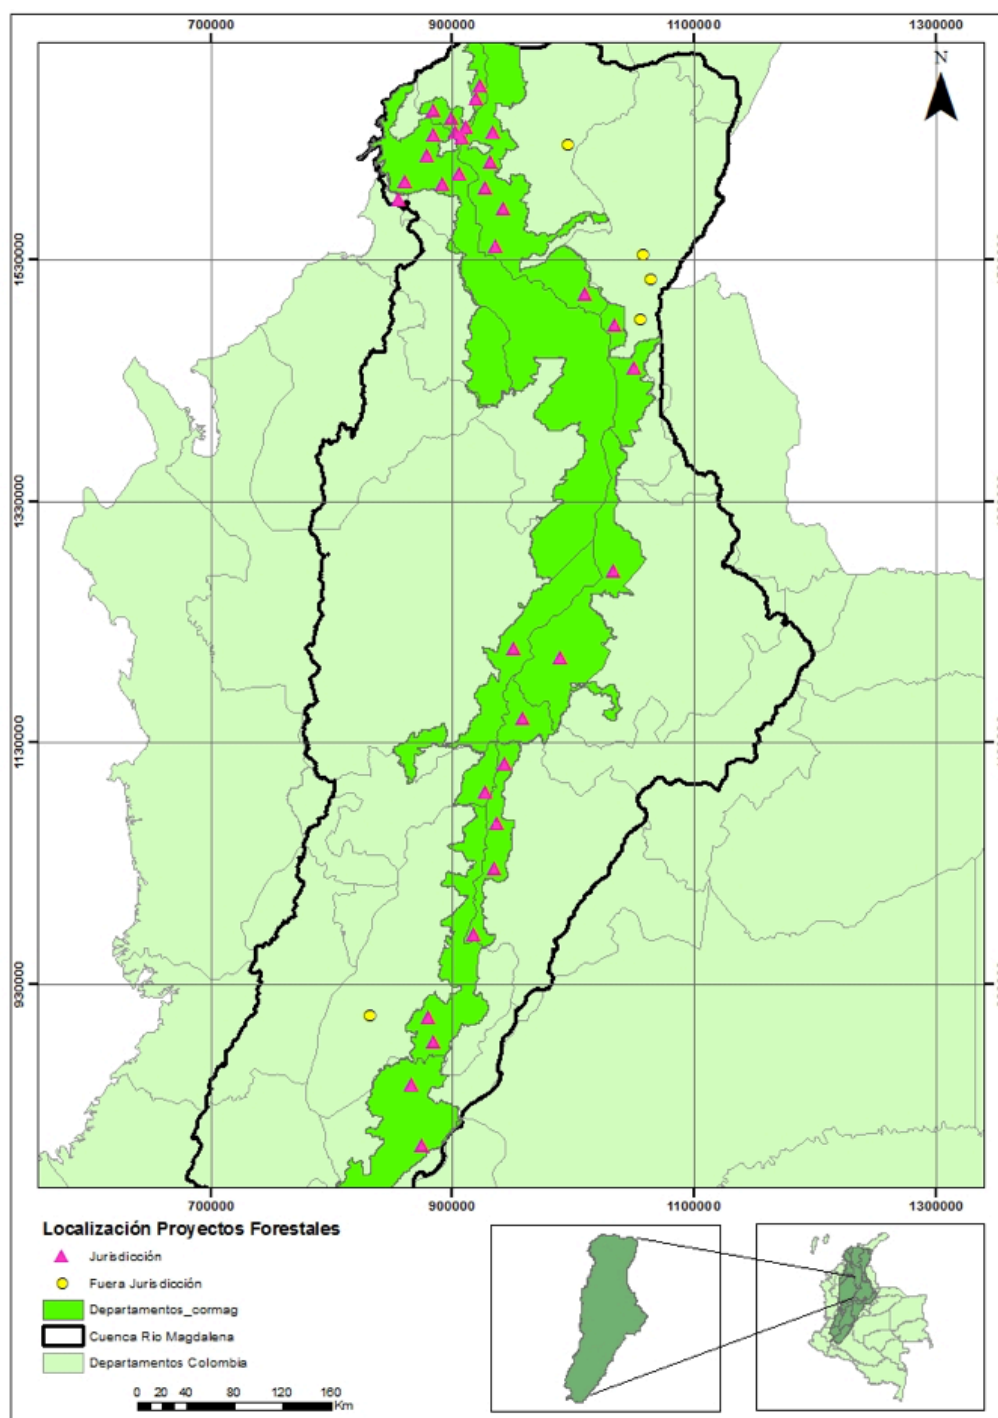 700000 900000 1100000 1300000
N
1530000
1330000
1130000
930000
700000 900000 1100000 1300000
Localización Proyectos Forestales
Jurisdicción
Fuera Jurisdicción
Departamentos_cormag
Cuenca Rio Magdalena
Departamentos Colombia
0 20 40 80 120 160
Km